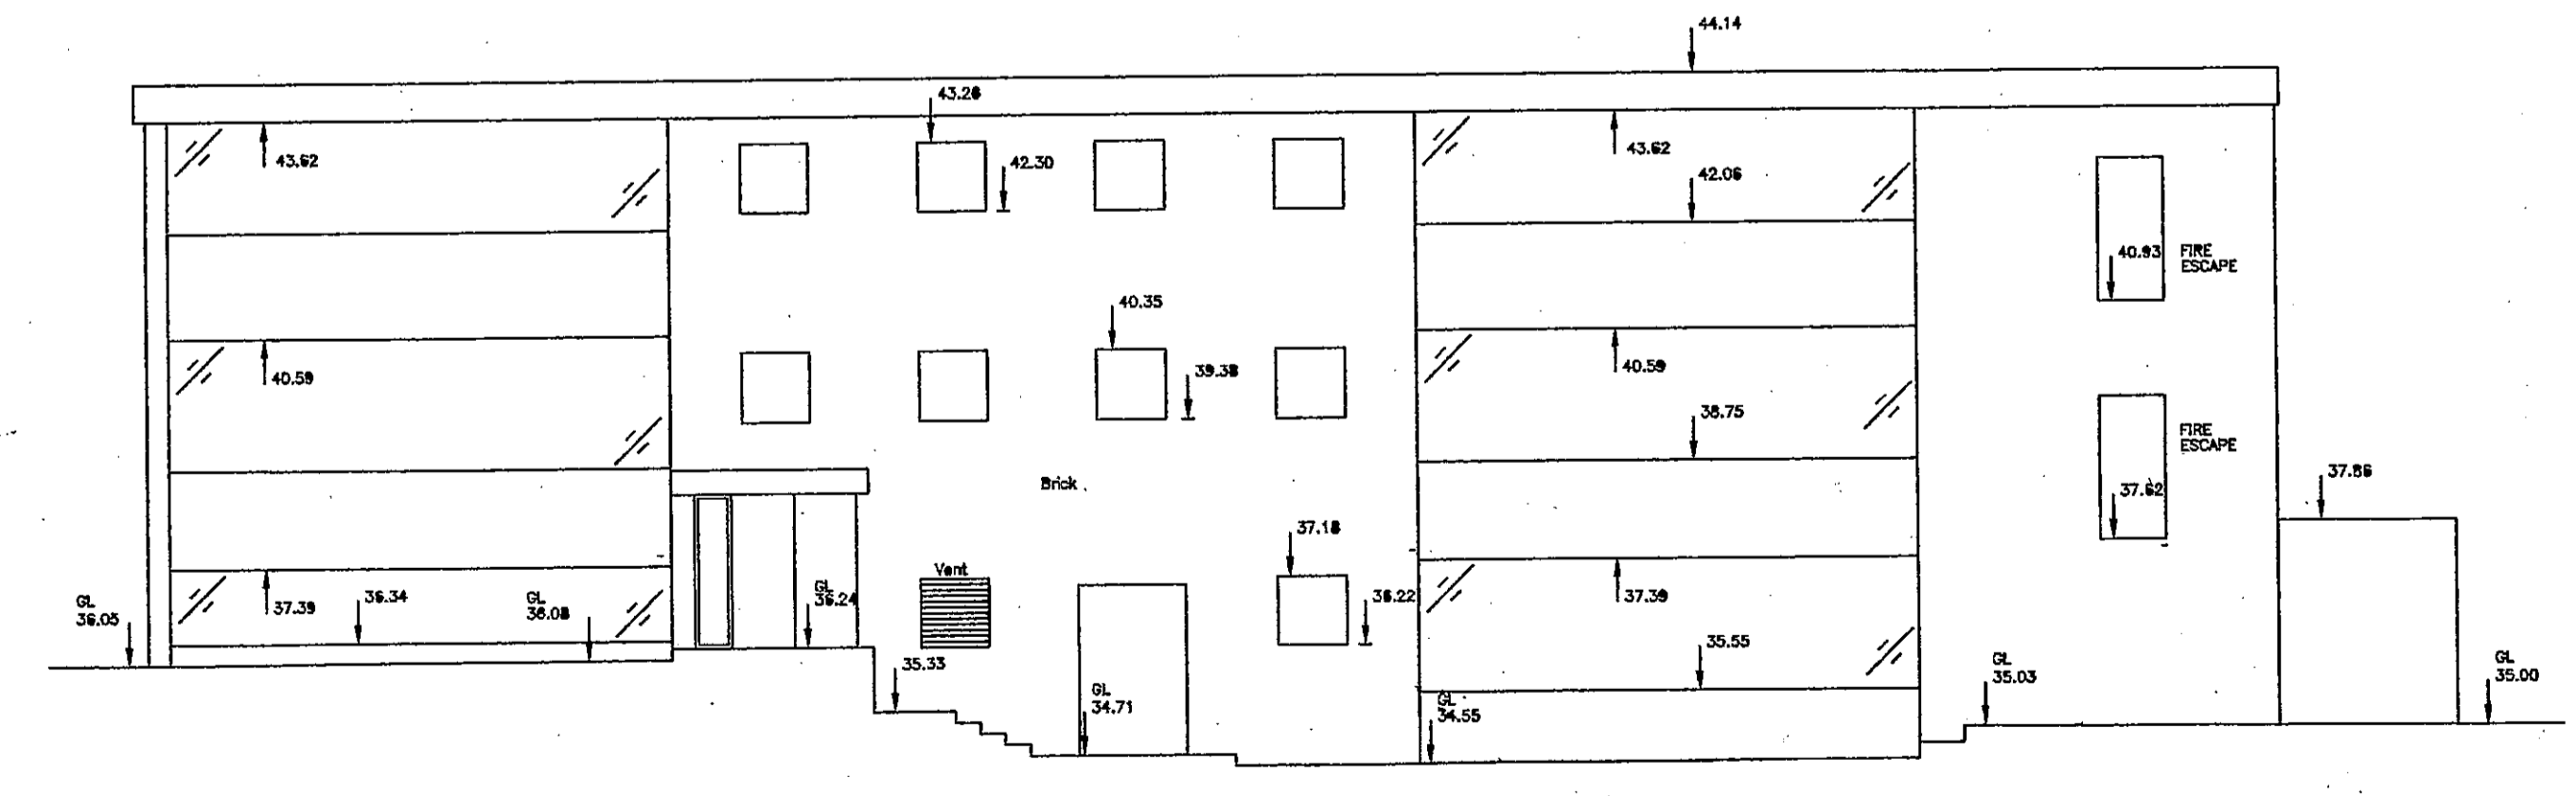 44.14
43.26
43.62
42.30
43.62
42.06
40.93
FIRE
ESCAPE
40.35
40.59
39.38
40.59
38.75
FIRE
ESCAPE
Brick
37.62
37.86
37.18
Vent
GL
36.05
37.39
36.34
GL
36.08
GL
36.24
36.22
37.39
35.33
35.55
GL
34.71
GL
34.55
GL
35.03
GL
35.00